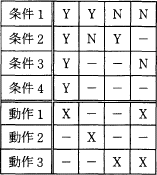 条件1 Y Y N N
条件2 Y N Y －
条件3 Y － － N
条件4 Y － － －
動作1 X － － X
動作2 － X － －
動作3 － － X X